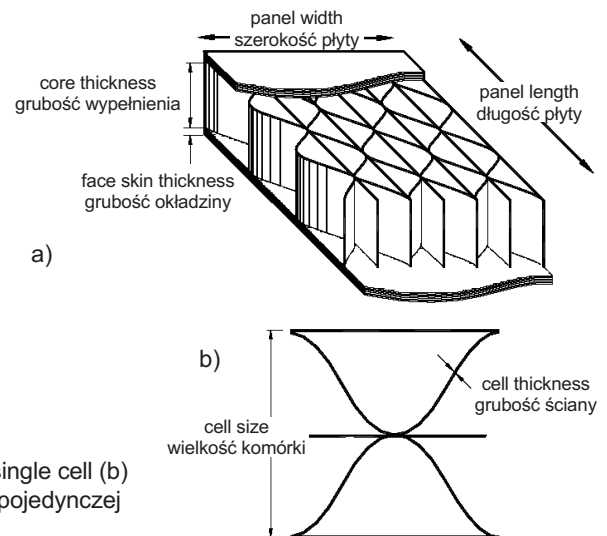 panel width
szerokość płyty
core thickness
grubość wypełnienia
panel length
długość płyty
face skin thickness
grubość okładziny
a)
b)
cell thickness
grubość ściany
cell size
wielkość komórki
single cell (b)
pojedynczej